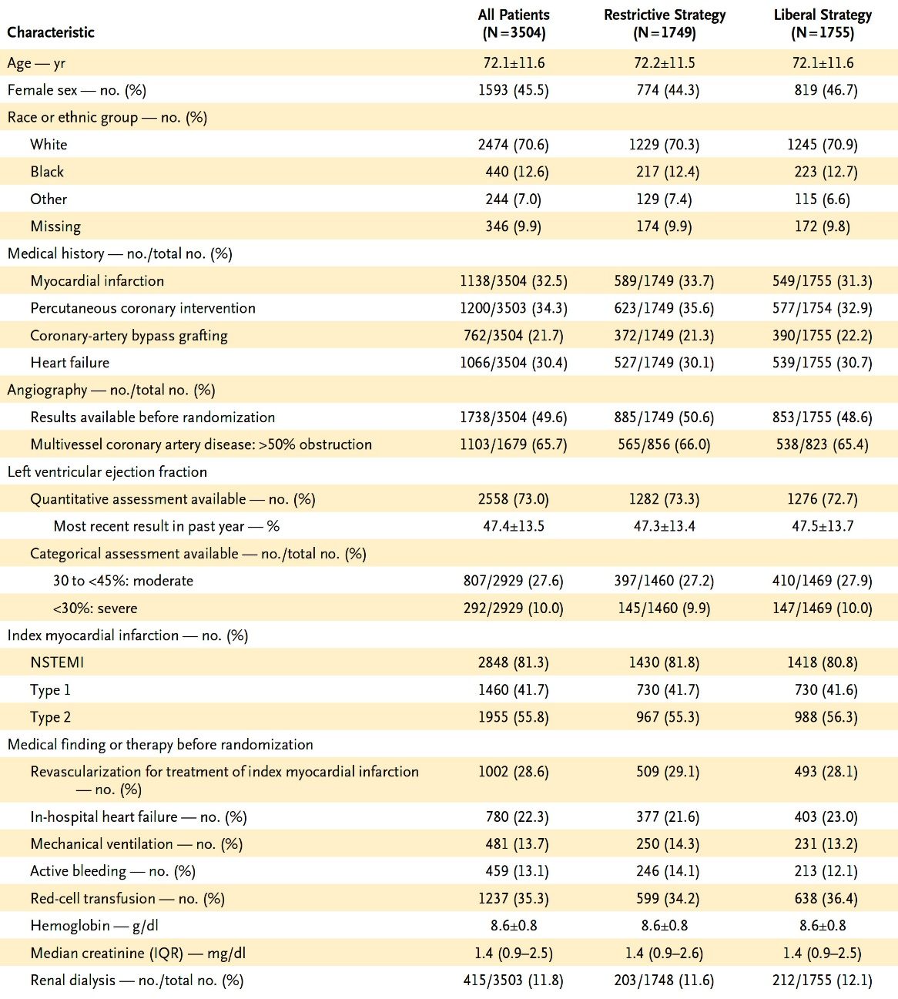 Characteristic All Patients (N=3504) Restrictive Strategy (N=1749) Liberal Strategy (N=1755)
Age — yr 72.1±11.6 72.2±11.5 72.1±11.6
Female sex — no. (%) 1593 (45.5) 774 (44.3) 819 (46.7)
Race or ethnic group — no. (%)
White 2474 (70.6) 1229 (70.3) 1245 (70.9)
Black 440 (12.6) 217 (12.4) 223 (12.7)
Other 244 (7.0) 129 (7.4) 115 (6.6)
Missing 346 (9.9) 174 (9.9) 172 (9.8)
Medical history — no./total no. (%)
Myocardial infarction 1138/3504 (32.5) 589/1749 (33.7) 549/1755 (31.3)
Percutaneous coronary intervention 1200/3503 (34.3) 623/1749 (35.6) 577/1754 (32.9)
Coronary-artery bypass grafting 762/3504 (21.7) 372/1749 (21.3) 390/1755 (22.2)
Heart failure 1066/3504 (30.4) 527/1749 (30.1) 539/1755 (30.7)
Angiography — no./total no. (%)
Results available before randomization 1738/3504 (49.6) 885/1749 (50.6) 853/1755 (48.6)
Multivessel coronary artery disease: >50% obstruction 1103/1679 (65.7) 565/856 (66.0) 538/823 (65.4)
Left ventricular ejection fraction
Quantitative assessment available — no. (%) 2558 (73.0) 1282 (73.3) 1276 (72.7)
Most recent result in past year — % 47.4±13.5 47.3±13.4 47.5±13.7
Categorical assessment available — no./total no. (%)
30 to <45%: moderate 807/2929 (27.6) 397/1460 (27.2) 410/1469 (27.9)
<30%: severe 292/2929 (10.0) 145/1460 (9.9) 147/1469 (10.0)
Index myocardial infarction — no. (%)
NSTEMI 2848 (81.3) 1430 (81.8) 1418 (80.8)
Type 1 1460 (41.7) 730 (41.7) 730 (41.6)
Type 2 1955 (55.8) 967 (55.3) 988 (56.3)
Medical finding or therapy before randomization
Revascularization for treatment of index myocardial infarction 1002 (28.6) 509 (29.1) 493 (28.1)
— no. (%)
In-hospital heart failure — no. (%) 780 (22.3) 377 (21.6) 403 (23.0)
Mechanical ventilation — no. (%) 481 (13.7) 250 (14.3) 231 (13.2)
Active bleeding — no. (%) 459 (13.1) 246 (14.1) 213 (12.1)
Red-cell transfusion — no. (%) 1237 (35.3) 599 (34.2) 638 (36.4)
Hemoglobin — g/dl 8.6±0.8 8.6±0.8 8.6±0.8
Median creatinine (IQR) — mg/dl 1.4 (0.9–2.5) 1.4 (0.9–2.6) 1.4 (0.9–2.5)
Renal dialysis — no./total no. (%) 415/3503 (11.8) 203/1748 (11.6) 212/1755 (12.1)